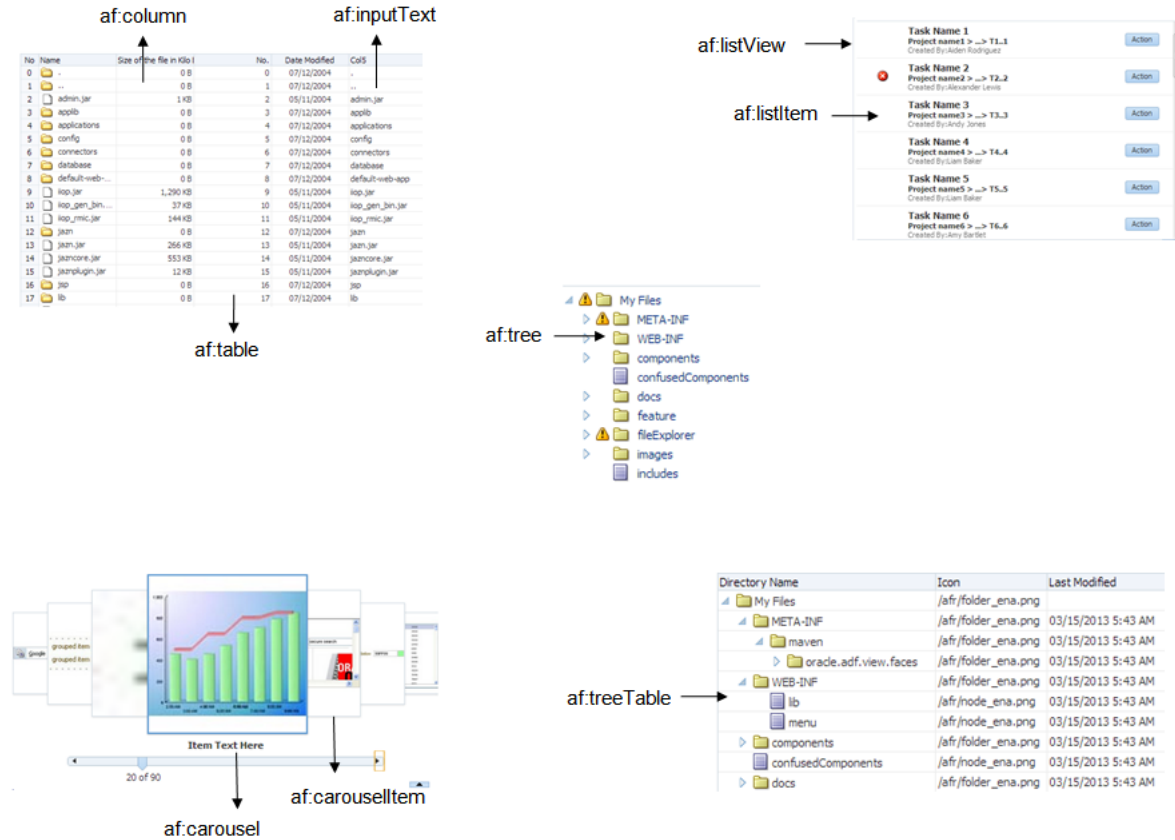 af:column
af:inputText
No Name Size of the file in Kilo No. Date Modified Col5
0 . 0 B 0 07/12/2004 .
1 .. 0 B 1 07/12/2004 ..
2 admin.jar 1 KB 2 05/11/2004 admin.jar
3 applib 0 B 3 07/12/2004 applib
4 applications 0 B 4 07/12/2004 applications
5 config 0 B 5 07/12/2004 config
6 connectors 0 B 6 07/12/2004 connectors
7 database 0 B 7 07/12/2004 database
8 default-web-... 0 B 8 07/12/2004 default-web-app
9 iiop.jar 1,290 KB 9 05/11/2004 iiop.jar
10 iiop_gen_bin.... 37 KB 10 05/11/2004 iiop_gen_bin.jar
11 iiop_rmic.jar 144 KB 11 05/11/2004 iiop_rmic.jar
12 jazn 0 B 12 07/12/2004 jazn
13 jazn.jar 266 KB 13 05/11/2004 jazn.jar
14 jazncore.jar 553 KB 14 05/11/2004 jazncore.jar
15 jaznplugin.jar 12 KB 15 05/11/2004 jaznplugin.jar
16 jsp 0 B 16 07/12/2004 jsp
17 lib 0 B 17 07/12/2004 lib
af:table
af:listView
af:listItem
Task Name 1
Project name1 > ...> T1..1
Created By:Aiden Rodriguez
Action
Task Name 2
Project name2 > ...> T2..2
Created By:Alexander Lewis
Action
Task Name 3
Project name3 > ...> T3..3
Created By:Andy Jones
Action
Task Name 4
Project name4 > ...> T4..4
Created By:Liam Baker
Action
Task Name 5
Project name5 > ...> T5..5
Created By:Liam Baker
Action
Task Name 6
Project name6 > ...> T6..6
Created By:Amy Bartlet
Action
af:tree
My Files
META-INF
WEB-INF
components
confusedComponents
docs
feature
fileExplorer
images
includes
Google
grouped item
grouped item
Item Text Here
20 of 90
af:carouselItem
af:carousel
af:treeTable
Directory Name Icon Last Modified
My Files /afr/folder_ena.png
META-INF /afr/folder_ena.png 03/15/2013 5:43 AM
maven /afr/folder_ena.png 03/15/2013 5:43 AM
oracle.adf.view.faces /afr/folder_ena.png 03/15/2013 5:43 AM
WEB-INF /afr/folder_ena.png 03/15/2013 5:43 AM
lib /afr/node_ena.png 03/15/2013 5:43 AM
menu /afr/node_ena.png 03/15/2013 5:43 AM
components /afr/folder_ena.png 03/15/2013 5:43 AM
confusedComponents /afr/node_ena.png 03/15/2013 5:43 AM
docs /afr/folder_ena.png 03/15/2013 5:43 AM